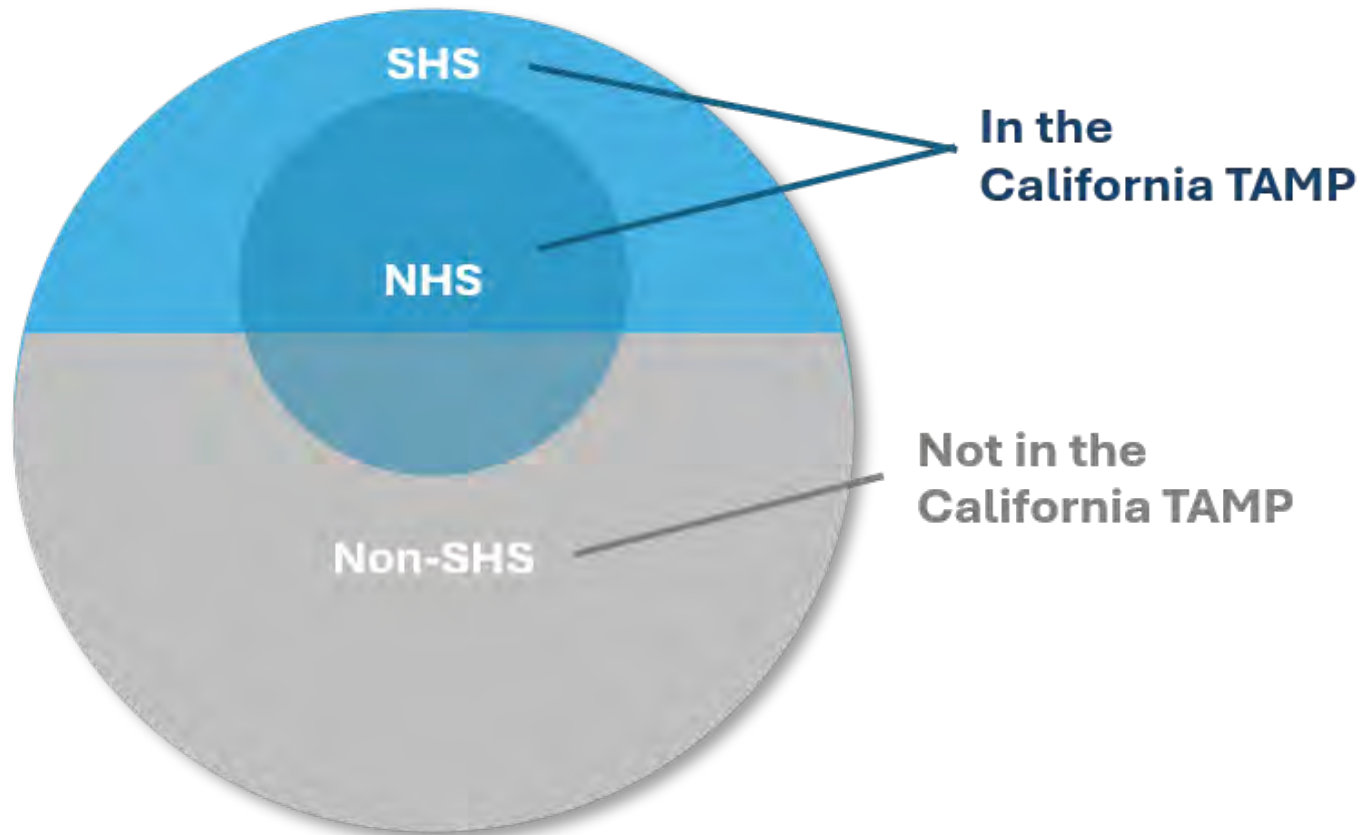 SHS
In the
California TAMP
NHS
Not in the
California TAMP
Non-SHS